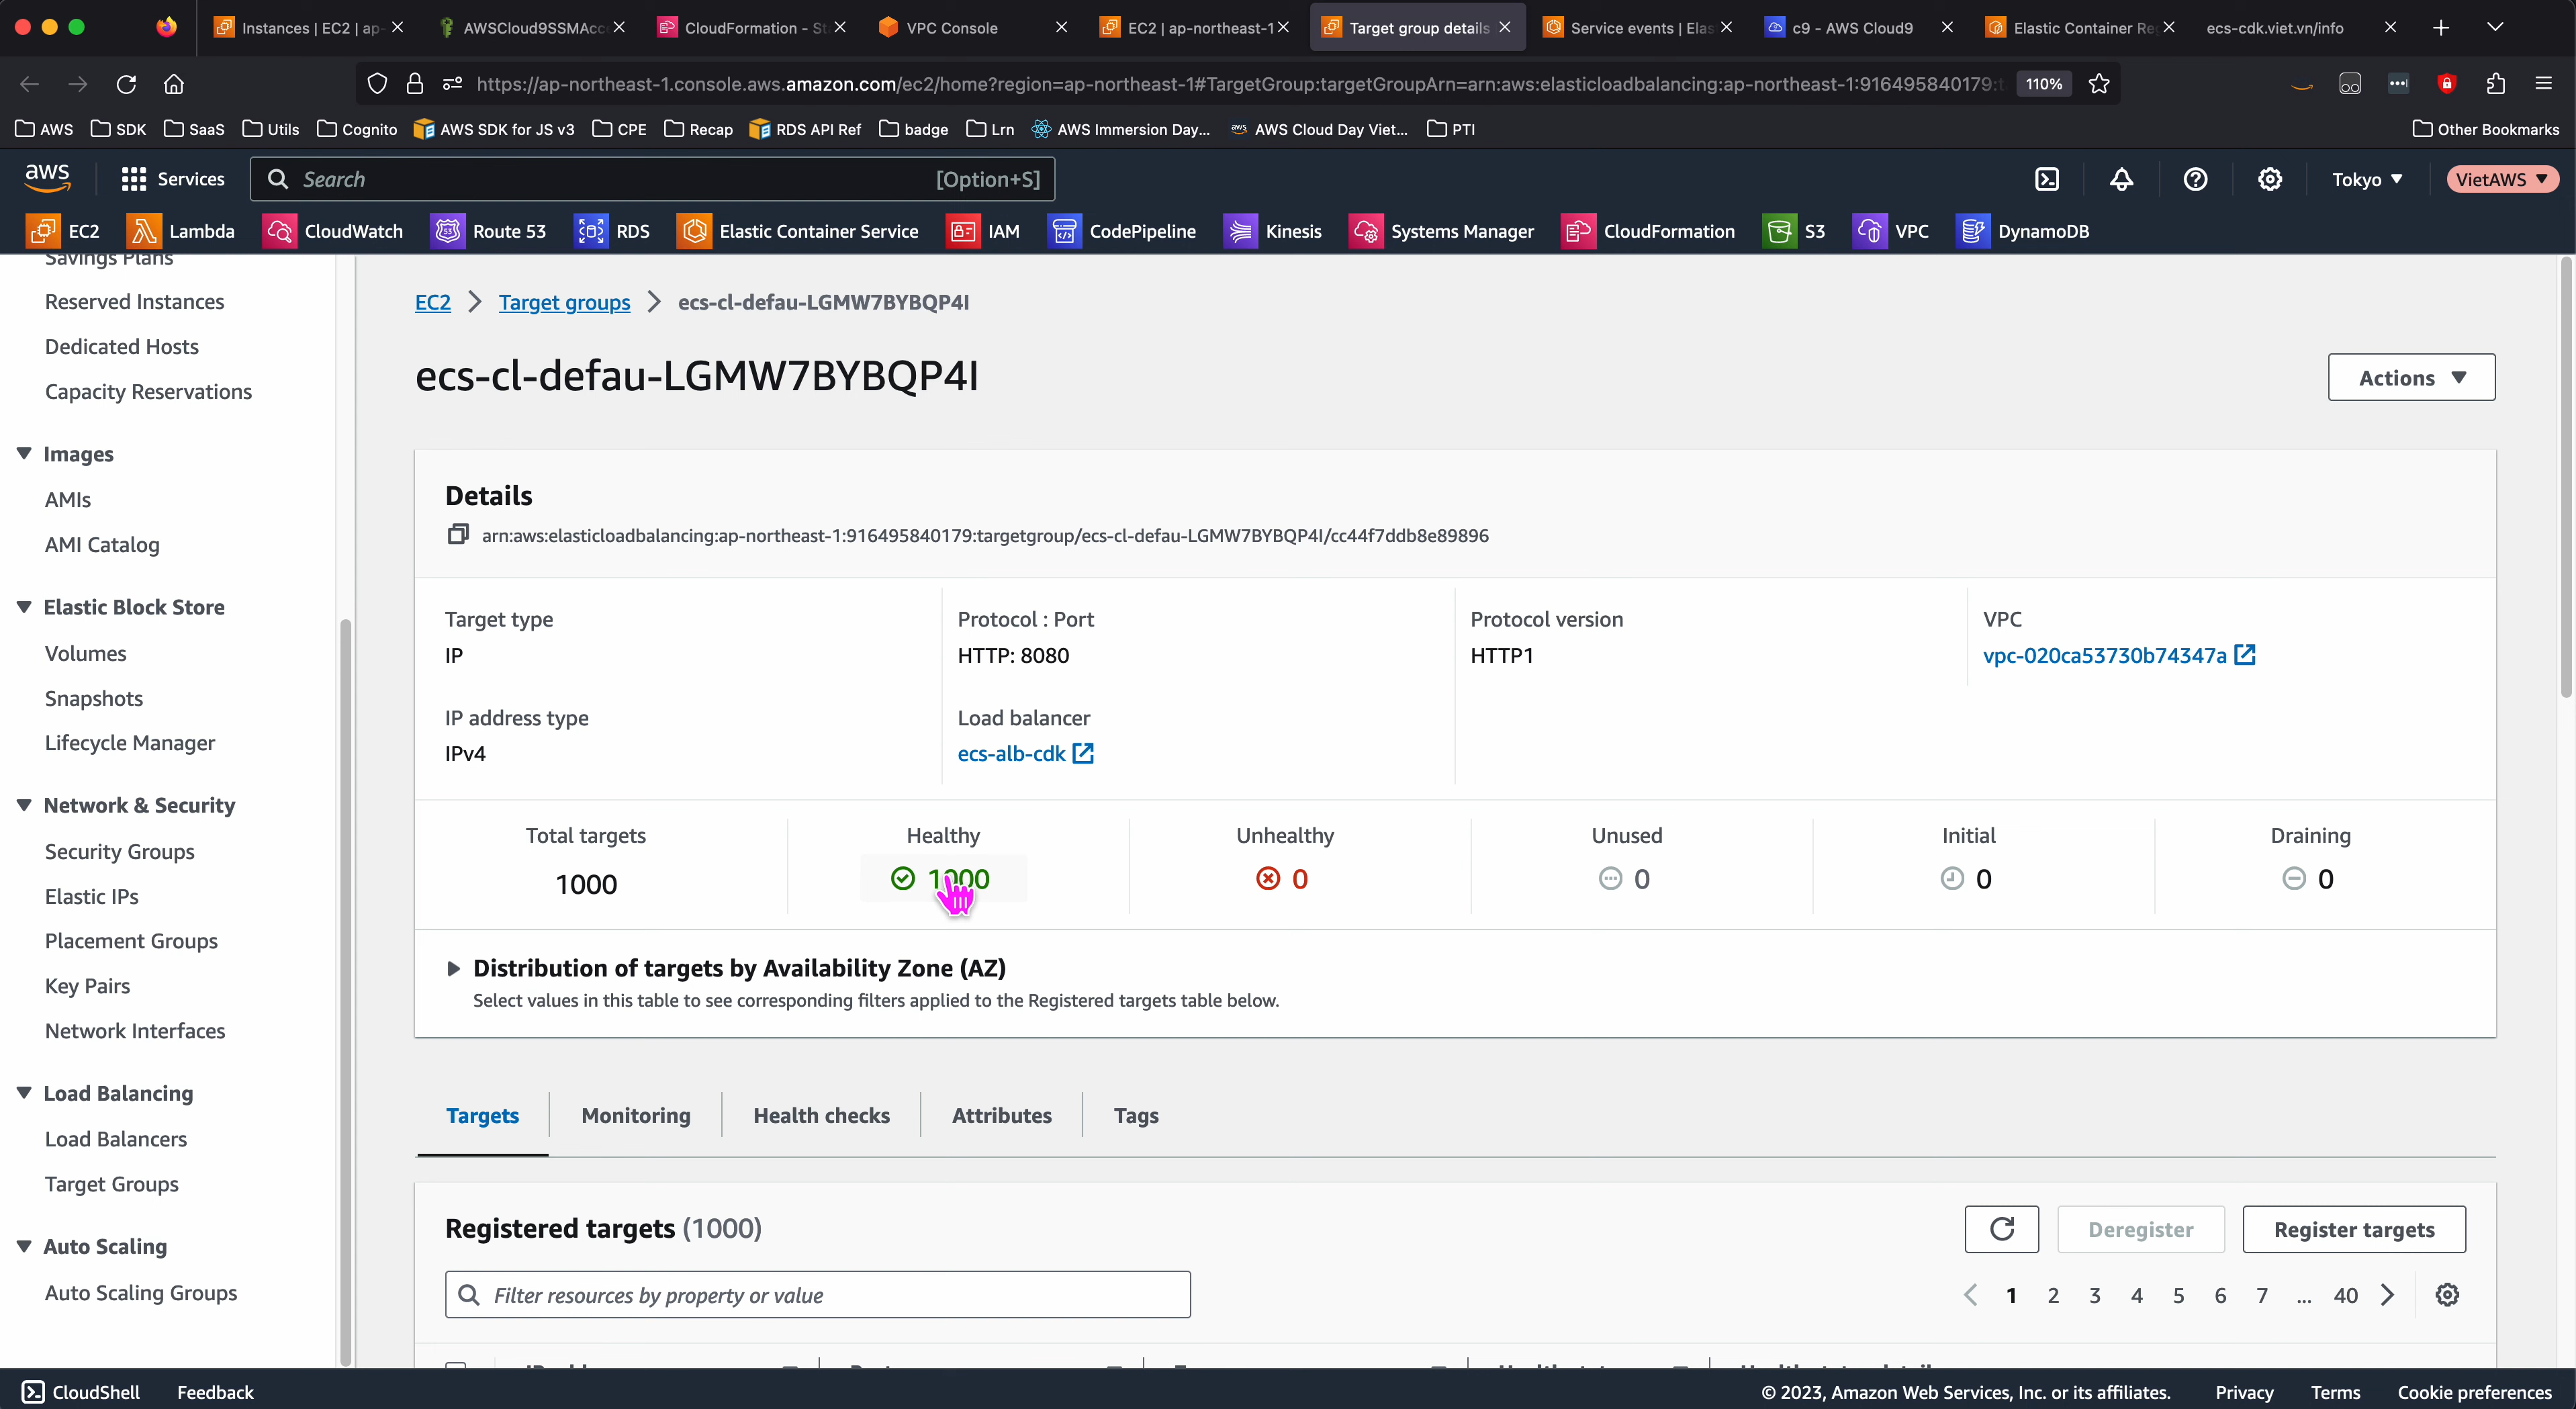 Instances | EC2 | ap-
AWSCloud9SSMAcc
CloudFormation - St
VPC Console
EC2 | ap-northeast-1
Target group details
Service events | Elas
c9 - AWS Cloud9
Elastic Container Re
ecs-cdk.viet.vn/info
https://ap-northeast-1.console.aws.amazon.com/ec2/home?region=ap-northeast-1#TargetGroup:targetGroupArn=arn:aws:elasticloadbalancing:ap-northeast-1:916495840179:t
110%
AWS SDK SaaS Utils Cognito AWS SDK for JS v3 CPE Recap RDS API Ref badge Lrn AWS Immersion Day... AWS Cloud Day Viet... PTI Other Bookmarks
aws Services Search [Option+S] Tokyo VietAWS
EC2 Lambda CloudWatch Route 53 RDS Elastic Container Service IAM CodePipeline Kinesis Systems Manager CloudFormation S3 VPC DynamoDB
Savings Plans
Reserved Instances
Dedicated Hosts
Capacity Reservations
Images
AMIs
AMI Catalog
Elastic Block Store
Volumes
Snapshots
Lifecycle Manager
Network & Security
Security Groups
Elastic IPs
Placement Groups
Key Pairs
Network Interfaces
Load Balancing
Load Balancers
Target Groups
Auto Scaling
Auto Scaling Groups
EC2 > Target groups > ecs-cl-defau-LGMW7BYBQP4I
ecs-cl-defau-LGMW7BYBQP4I
Actions
Details
arn:aws:elasticloadbalancing:ap-northeast-1:916495840179:targetgroup/ecs-cl-defau-LGMW7BYBQP4I/cc44f7ddb8e89896
Target type
IP
Protocol : Port
HTTP: 8080
Protocol version
HTTP1
VPC
vpc-020ca53730b74347a
IP address type
IPv4
Load balancer
ecs-alb-cdk
Total targets
1000
Healthy
1000
Unhealthy
0
Unused
0
Initial
0
Draining
0
Distribution of targets by Availability Zone (AZ)
Select values in this table to see corresponding filters applied to the Registered targets table below.
Targets Monitoring Health checks Attributes Tags
Registered targets (1000)
Deregister
Register targets
Filter resources by property or value
1 2 3 4 5 6 7 ... 40
CloudShell Feedback © 2023, Amazon Web Services, Inc. or its affiliates. Privacy Terms Cookie preferences